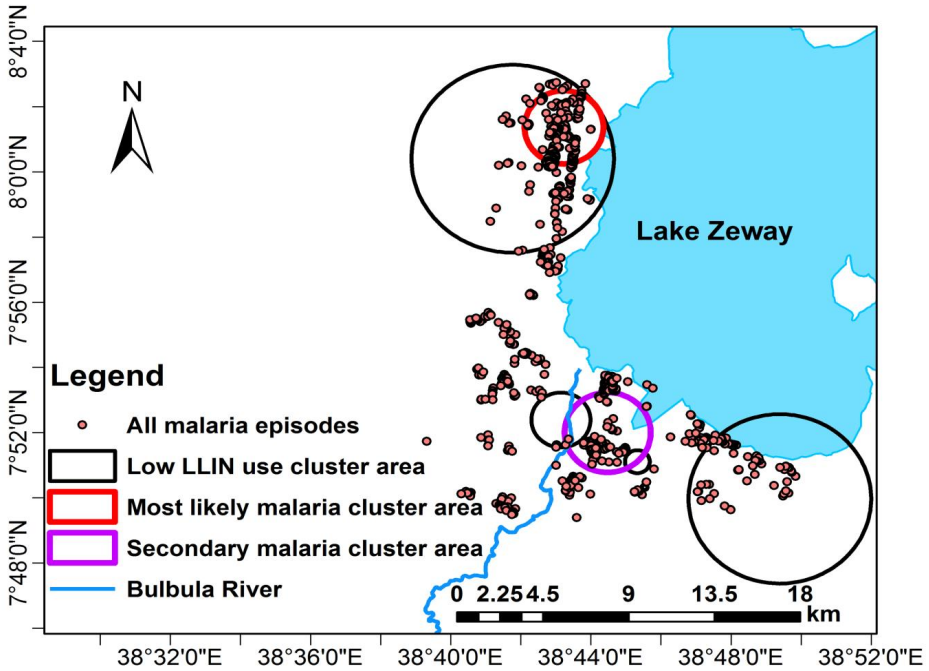 8°4'0"N
8°0'0"N
7°56'0"N
7°52'0"N
7°48'0"N
N
Lake Zeway
Legend
All malaria episodes
Low LLIN use cluster area
Most likely malaria cluster area
Secondary malaria cluster area
Bulbula River
0 2.25 4.5 9 13.5 18
km
38°32'0"E 38°36'0"E 38°40'0"E 38°44'0"E 38°48'0"E 38°52'0"E